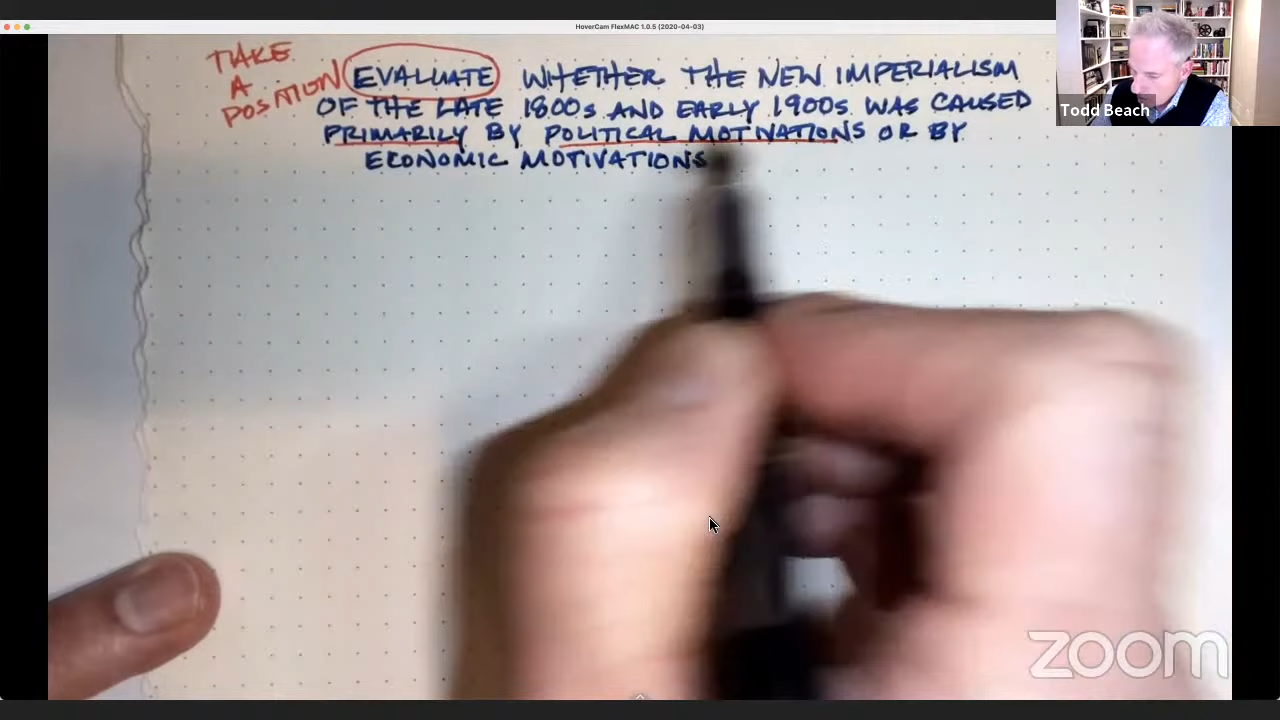 HoverCam FlexMAC 1.0.5 (2020-04-03)
TAKE
A
POSITION
EVALUATE WHETHER THE NEW IMPERIALISM
OF THE LATE 1800s AND EARLY 1900s WAS CAUSED
PRIMARILY BY POLITICAL MOTIVATIONS OR BY
ECONOMIC MOTIVATIONS
Todd Beach
zoom